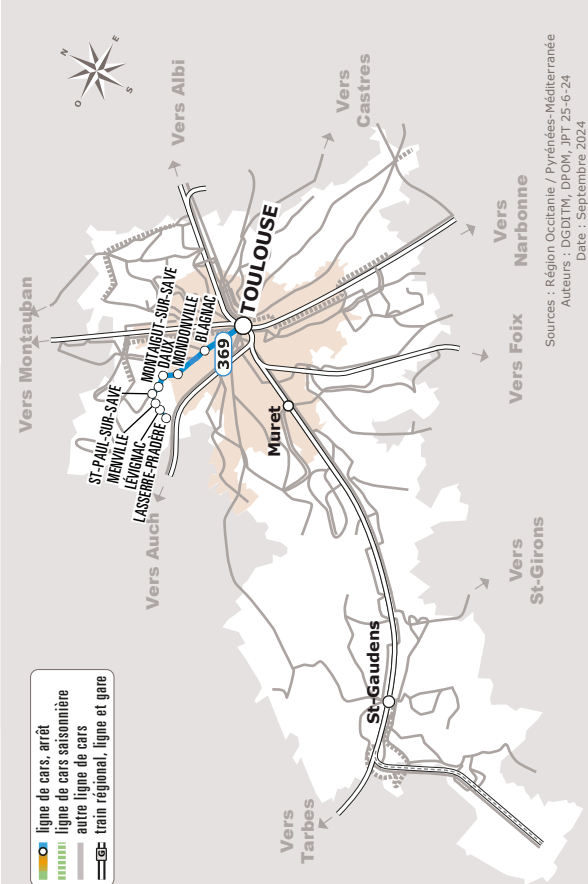 N
E
S
O
Vers Montauban
Vers Albi
Vers
Castres
Vers
Narbonne
Vers Foix
Vers
St-Girons
Vers
Tarbes
Vers Auch
ST-PAUL-SUR-SAVE
MENVILLE
LÉVIGNAC
LASSERRE-PRADÈRE
MONTAIGUT-SUR-SAVE
DAUX
MONDONVILLE
BLAGNAC
369
TOULOUSE
Muret
St-Gaudens
ligne de cars, arrêt
ligne de cars saisonnière
autre ligne de cars
G
train régional, ligne et gare
Sources : Région Occitanie / Pyrénées-Méditerranée
Auteurs : DGDITM, DPOM, JPT 25-6-24
Date : Septembre 2024